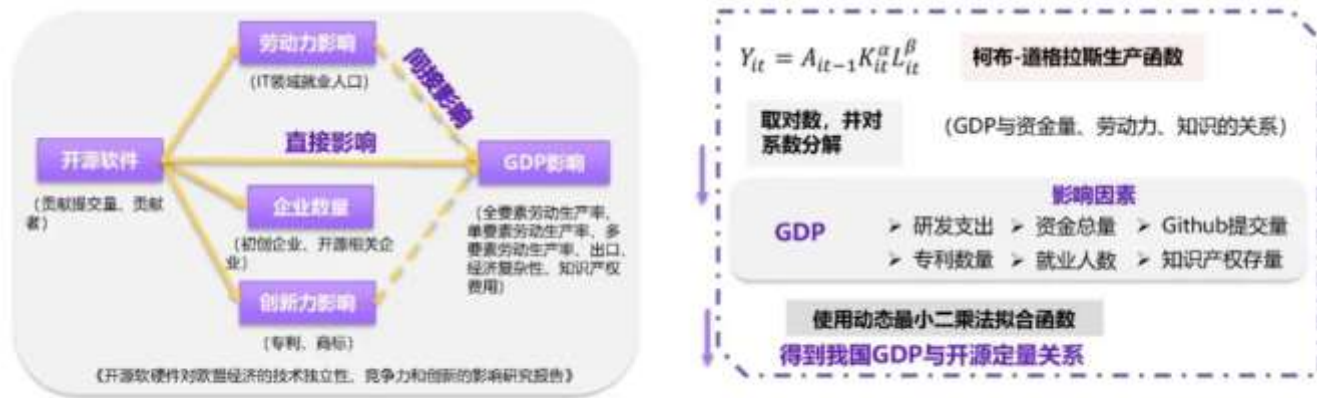 劳动力影响
(IT领域就业人口)
间接影响
直接影响
开源软件
(贡献提交量、贡献
者)
GDP影响
(全要素劳动生产率、
单要素劳动生产率、多
要素劳动生产率、出口、
经济复杂性、知识产权
费用)
企业数量
(初创企业、开源相关企
业)
创新力影响
(专利、商标)
《开源软硬件对欧盟经济的技术独立性、竞争力和创新的影响研究报告》
Y_{it} = A_{it-1}K_{it}^{α}L_{it}^{β}
柯布-道格拉斯生产函数
取对数，并对
系数分解
(GDP与资金量、劳动力、知识的关系)
影响因素
GDP
➢ 研发支出 ➢ 资金总量 ➢ Github提交量
➢ 专利数量 ➢ 就业人数 ➢ 知识产权存量
使用动态最小二乘法拟合函数
得到我国GDP与开源定量关系